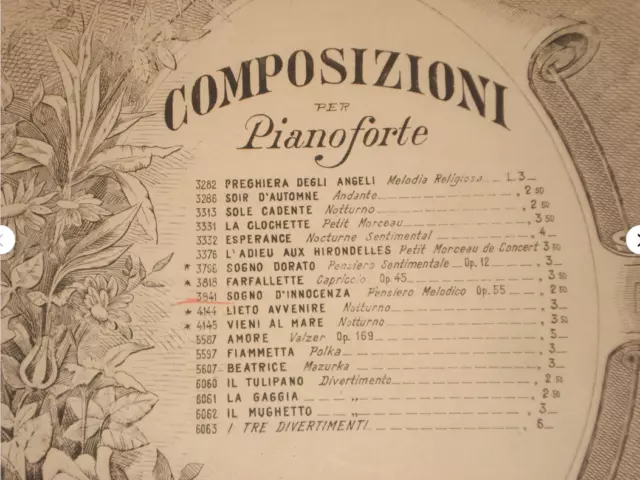 COMPOSIZIONI
PER
Pianoforte
3282 PREGHIERA DEGLI ANGELI Melodia Religiosa L. 3
3286 SOIR D'AUTOMNE Andante „ 2 50
3313 SOLE CADENTE Notturno „ 2 50
3331 LA CLOCHETTE Petit Morceau „ 3 50
3332 ESPERANCE Nocturne Sentimental „ 4
3376 L'ADIEU AUX HIRONDELLES Petit Morceau de Concert 3 50
* 3766 SOGNO DORATO Pensiero Sentimentale Op. 12 „ 3
* 3818 FARFALLETTE Capriccio Op. 45 „ 3 50
3941 SOGNO D'INNOCENZA Pensiero Melodico Op. 55 „ 2 50
* 4144 LIETO AVVENIRE Notturno „ 3
* 4145 VIENI AL MARE Notturno „ 3 50
5587 AMORE Valzer Op. 169 „ 5
5597 FIAMMETTA Polka „ 3
5607 BEATRICE Mazurka „ 3
6060 IL TULIPANO Divertimento „ 2 50
6061 LA GAGGIA „ „ 2 50
6062 IL MUGHETTO „ „ 3
6063 I TRE DIVERTIMENTI „ 6